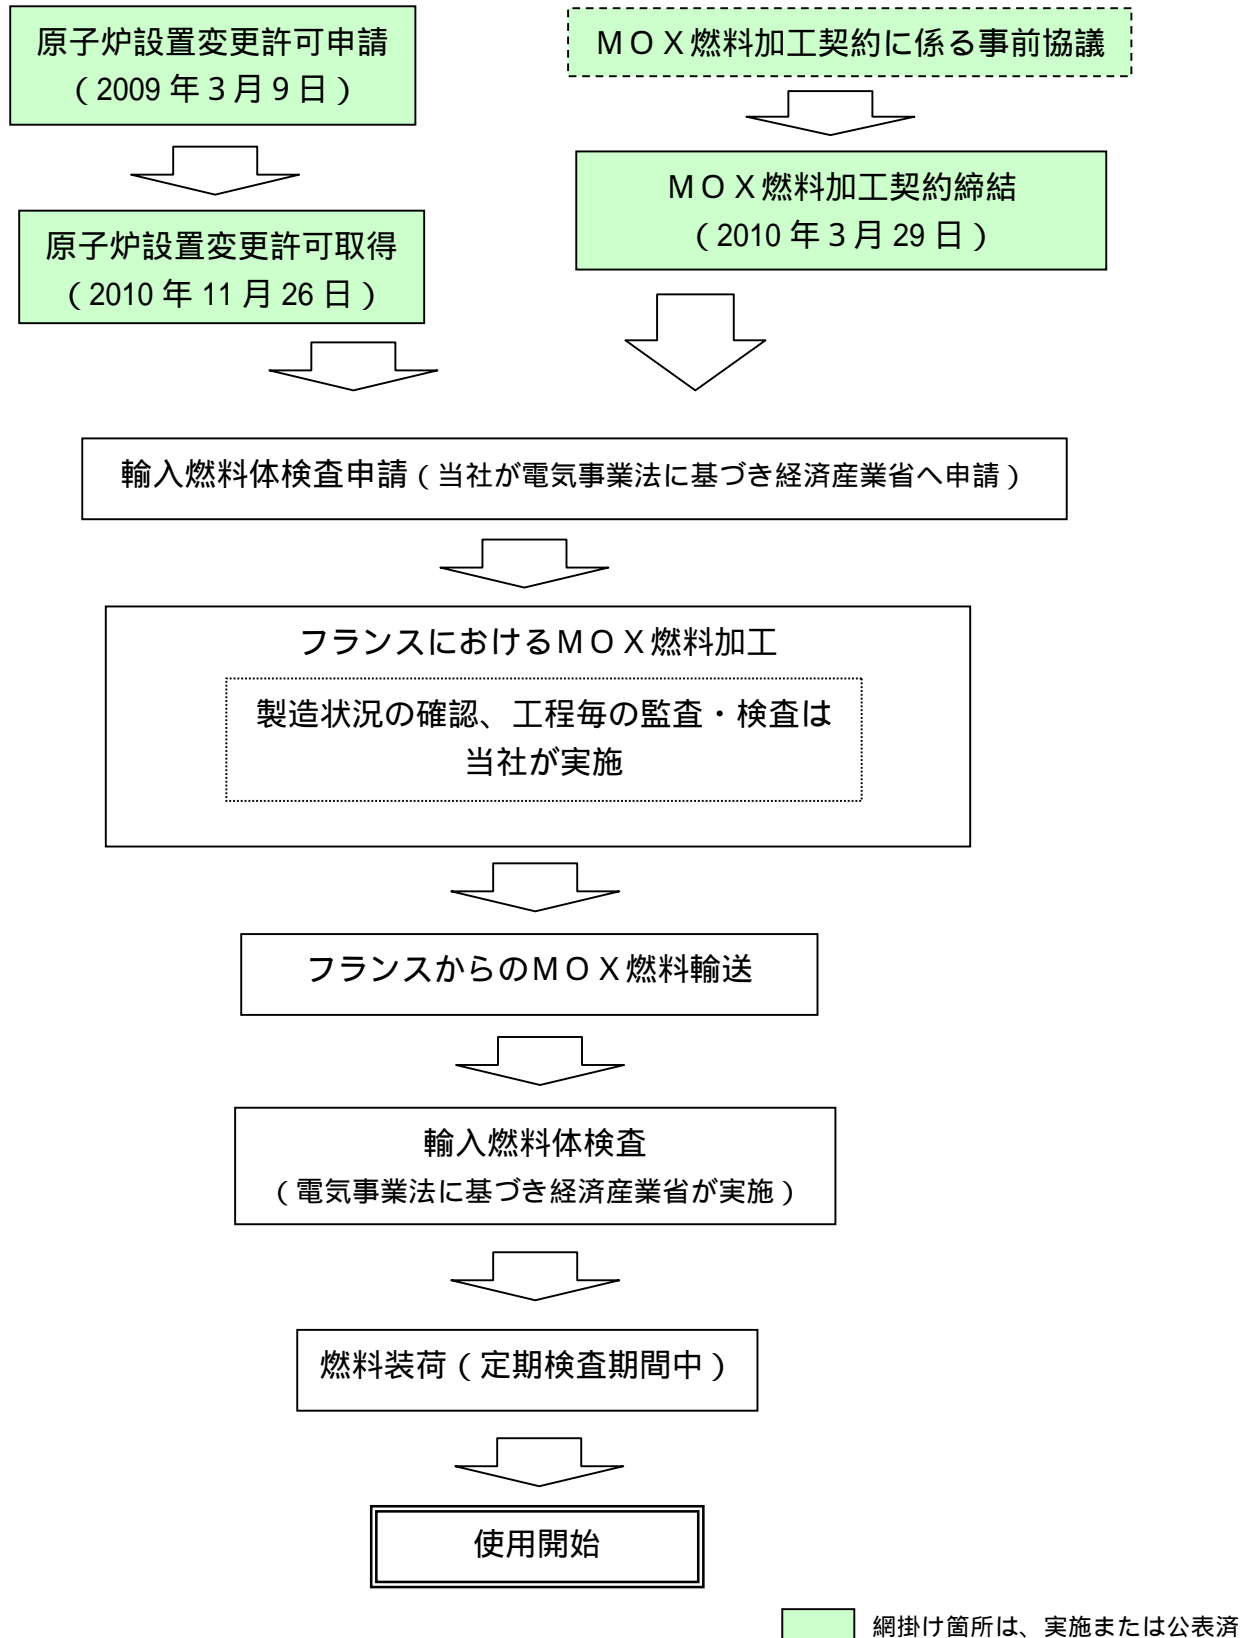 原子炉設置変更許可申請
（2009年3月9日）
ＭＯＸ燃料加工契約に係る事前協議
ＭＯＸ燃料加工契約締結
（2010年3月29日）
原子炉設置変更許可取得
（2010年11月26日）
輸入燃料体検査申請（当社が電気事業法に基づき経済産業省へ申請）
フランスにおけるＭＯＸ燃料加工
製造状況の確認、工程毎の監査・検査は
当社が実施
フランスからのＭＯＸ燃料輸送
輸入燃料体検査
（電気事業法に基づき経済産業省が実施）
燃料装荷（定期検査期間中）
使用開始
網掛け箇所は、実施または公表済